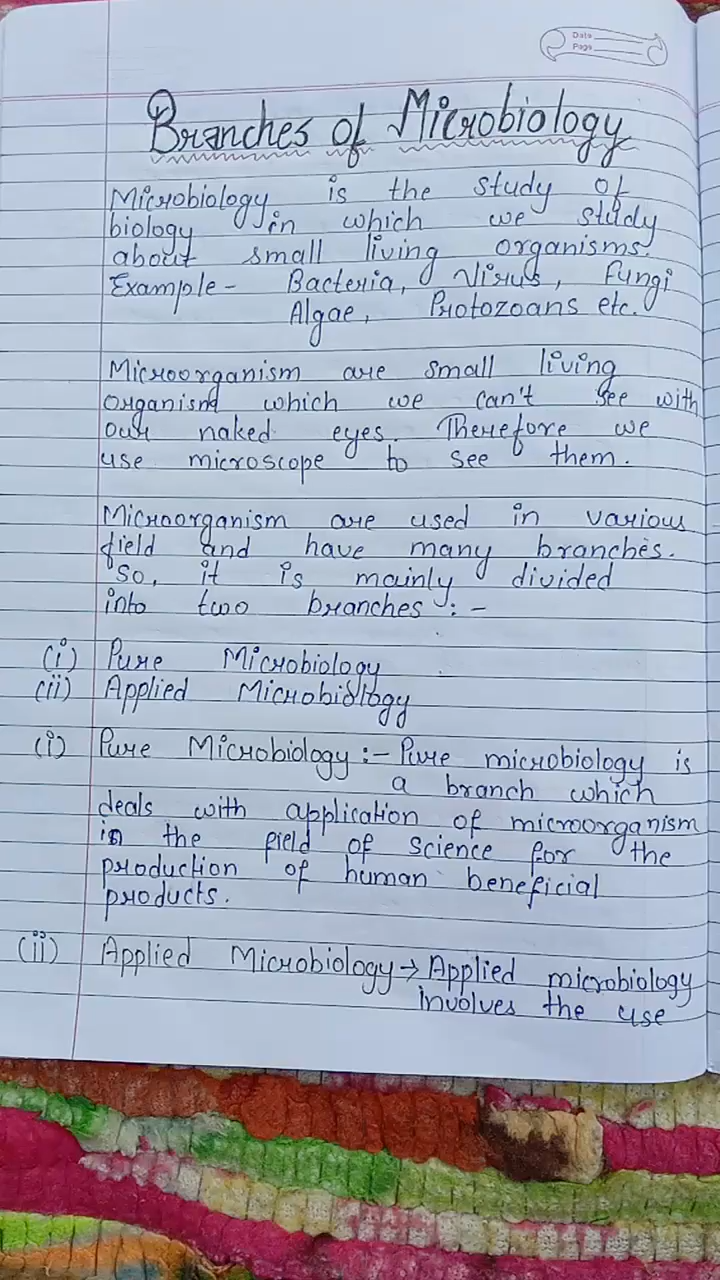 Date
Page
Branches of Microbiology
Microbiology is the study of
biology in which we study
about small living organisms.
Example - Bacteria, Virus, Fungi
Algae, Protozoans etc.
Microorganism are small living
organism which we can't see with
our naked eyes. Therefore we
use microscope to see them.
Microorganism are used in various
field and have many branches.
So, it is mainly divided
into two branches :-
(i) Pure Microbiology
(ii) Applied Microbiology
(i) Pure Microbiology :- Pure microbiology is
a branch which
deals with application of microorganism
in the field of science for the
production of human beneficial
products.
(ii) Applied Microbiology → Applied microbiology
involves the use